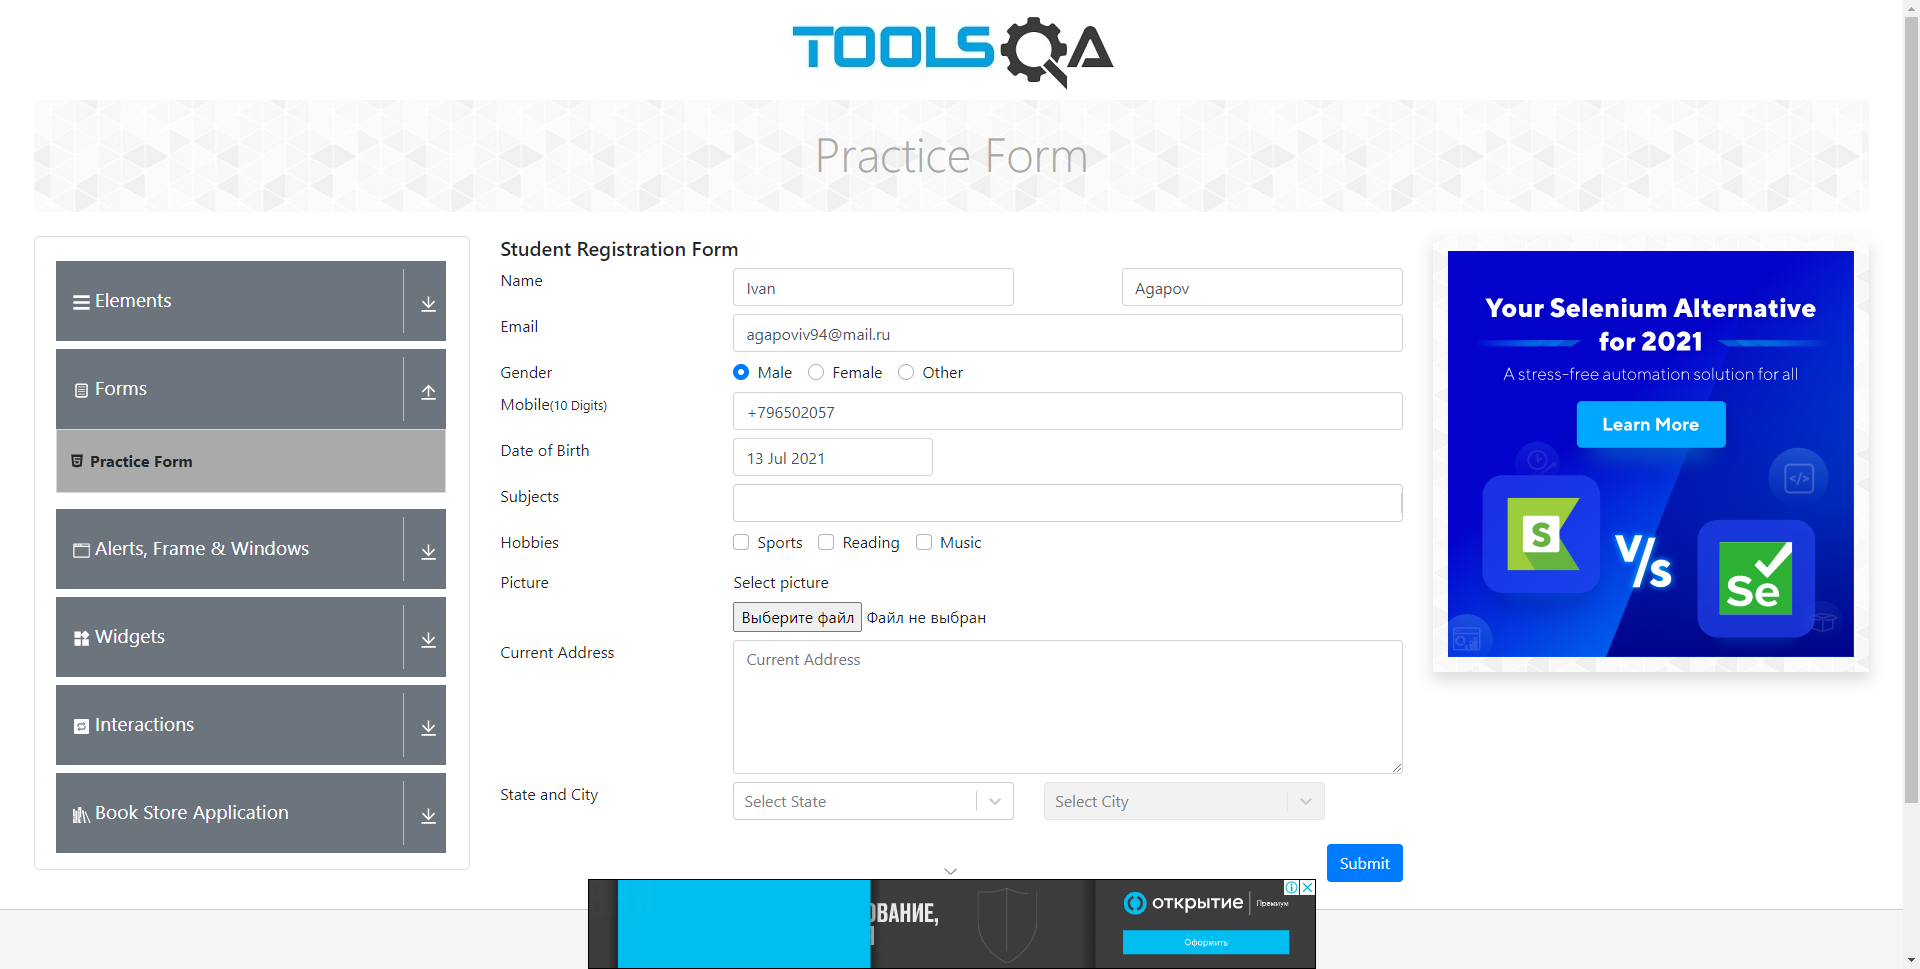 TOOLSQA
Practice Form
Elements
Forms
Practice Form
Alerts, Frame & Windows
Widgets
Interactions
Book Store Application
Student Registration Form
Name
Ivan
Agapov
Email
agapoviv94@mail.ru
Gender
Male
Female
Other
Mobile(10 Digits)
+796502057
Date of Birth
13 Jul 2021
Subjects
Hobbies
Sports
Reading
Music
Picture
Select picture
Выберите файл
Файл не выбран
Current Address
Current Address
State and City
Select State
Select City
Submit
Your Selenium Alternative
for 2021
A stress-free automation solution for all
Learn More
S
V/S
Se
открытие
Премиум
Оформить